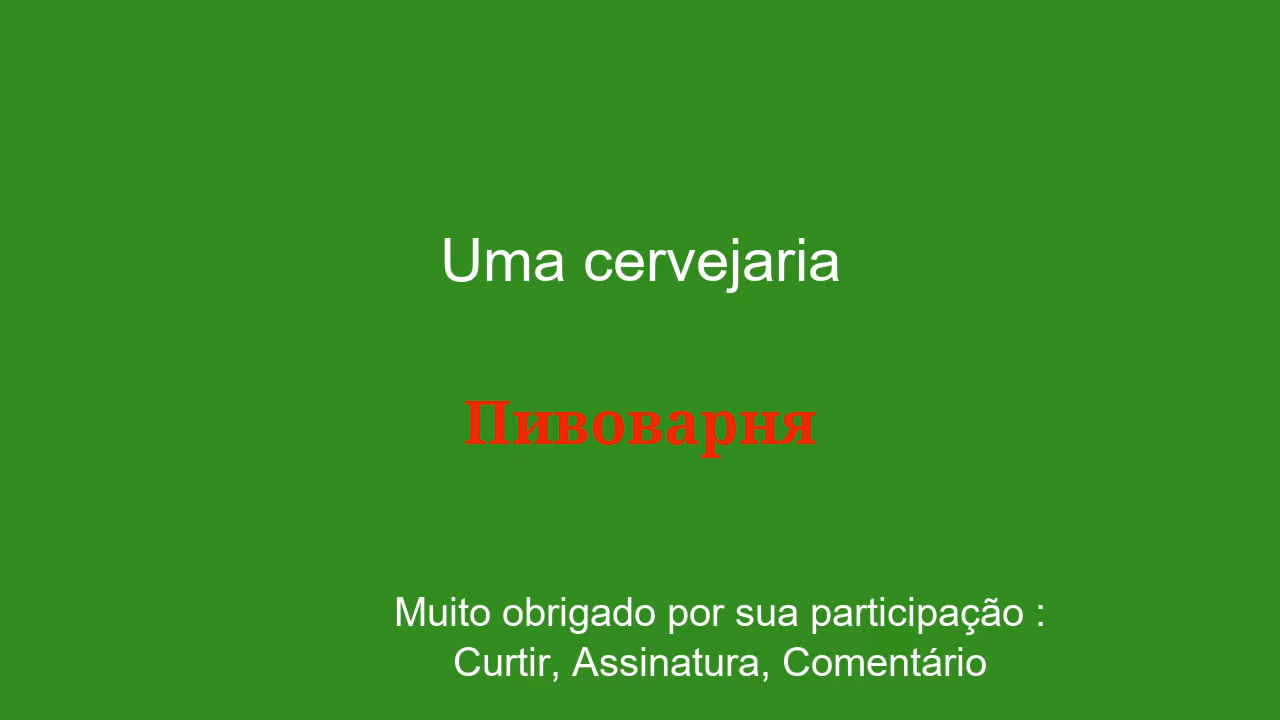 Uma cervejaria
Пивоварня
Muito obrigado por sua participação :
Curtir, Assinatura, Comentário